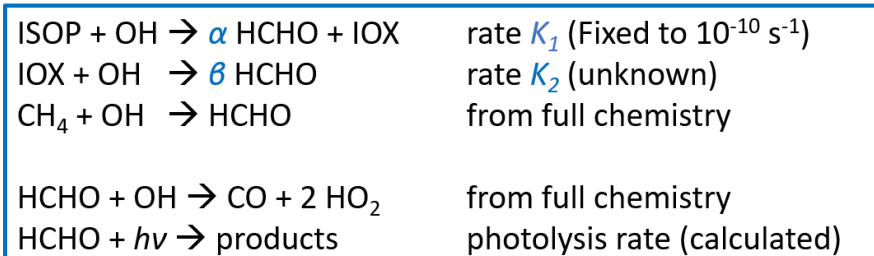 ISOP + OH → α HCHO + IOX rate K₁ (Fixed to 10⁻¹⁰ s⁻¹)
IOX + OH → β HCHO rate K₂ (unknown)
CH₄ + OH → HCHO from full chemistry
HCHO + OH → CO + 2 HO₂ from full chemistry
HCHO + hν → products photolysis rate (calculated)